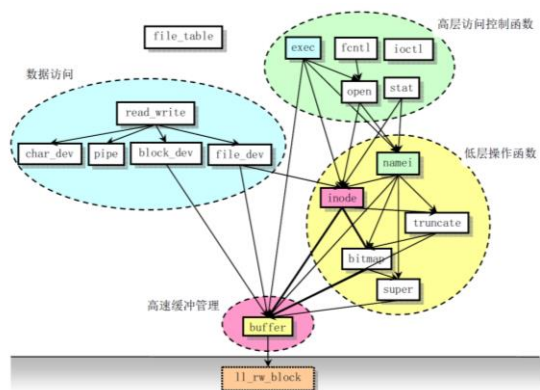 高层访问控制函数
file_table
exec
fcntl
ioctl
数据访问
open
stat
read_write
char_dev
pipe
block_dev
file_dev
namei
低层操作函数
inode
truncate
bitmap
super
高速缓冲管理
buffer
ll_rw_block